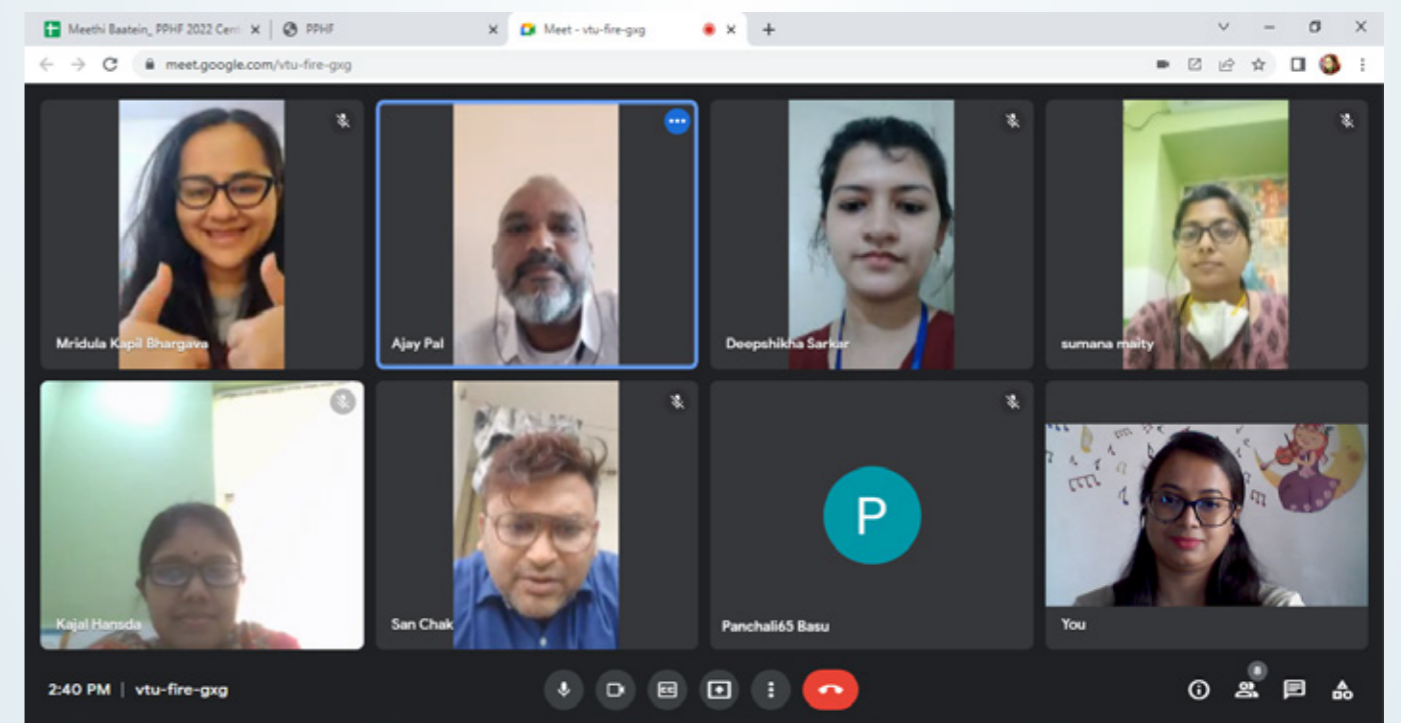 Meethi Baatein_ PPHF 2022 Cent
PPHF
Meet - vtu-fire-gxg
meet.google.com/vtu-fire-gxg
Mridula Kapil Bhargava
Ajay Pal
Deepshikha Sarkar
sumana maity
Kajal Hansda
San Chak
P
Panchali65 Basu
You
2:40 PM | vtu-fire-gxg
CC
8